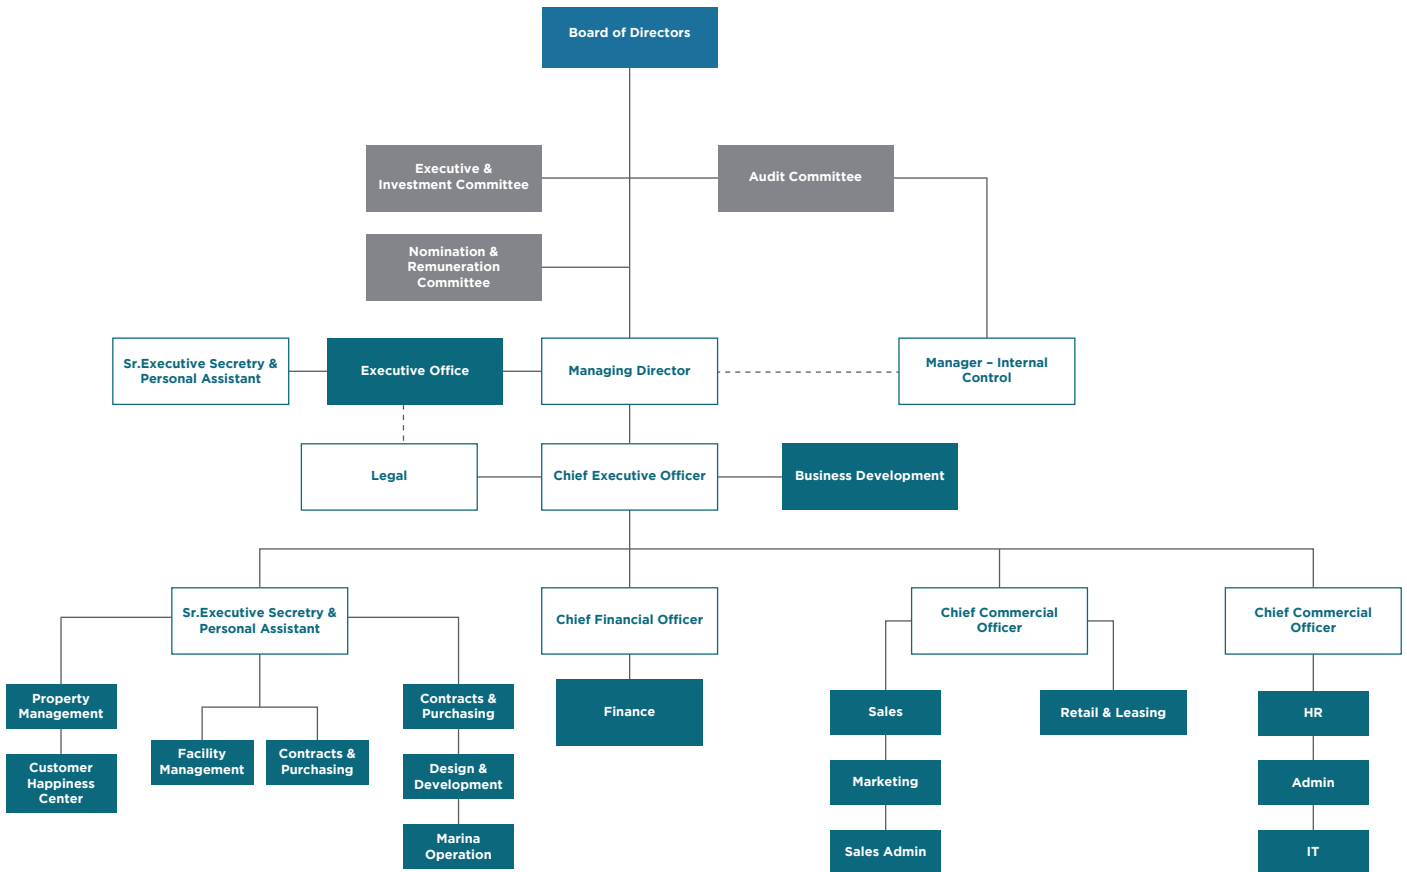 Board of Directors
Executive &
Investment Committee
Audit Committee
Nomination &
Remuneration
Committee
Sr.Executive Secretry &
Personal Assistant
Executive Office
Managing Director
Manager – Internal
Control
Legal
Chief Executive Officer
Business Development
Sr.Executive Secretry &
Personal Assistant
Chief Financial Officer
Chief Commercial
Officer
Chief Commercial
Officer
Property
Management
Customer
Happiness
Center
Facility
Management
Contracts &
Purchasing
Contracts &
Purchasing
Design &
Development
Marina
Operation
Finance
Sales
Marketing
Sales Admin
Retail & Leasing
HR
Admin
IT